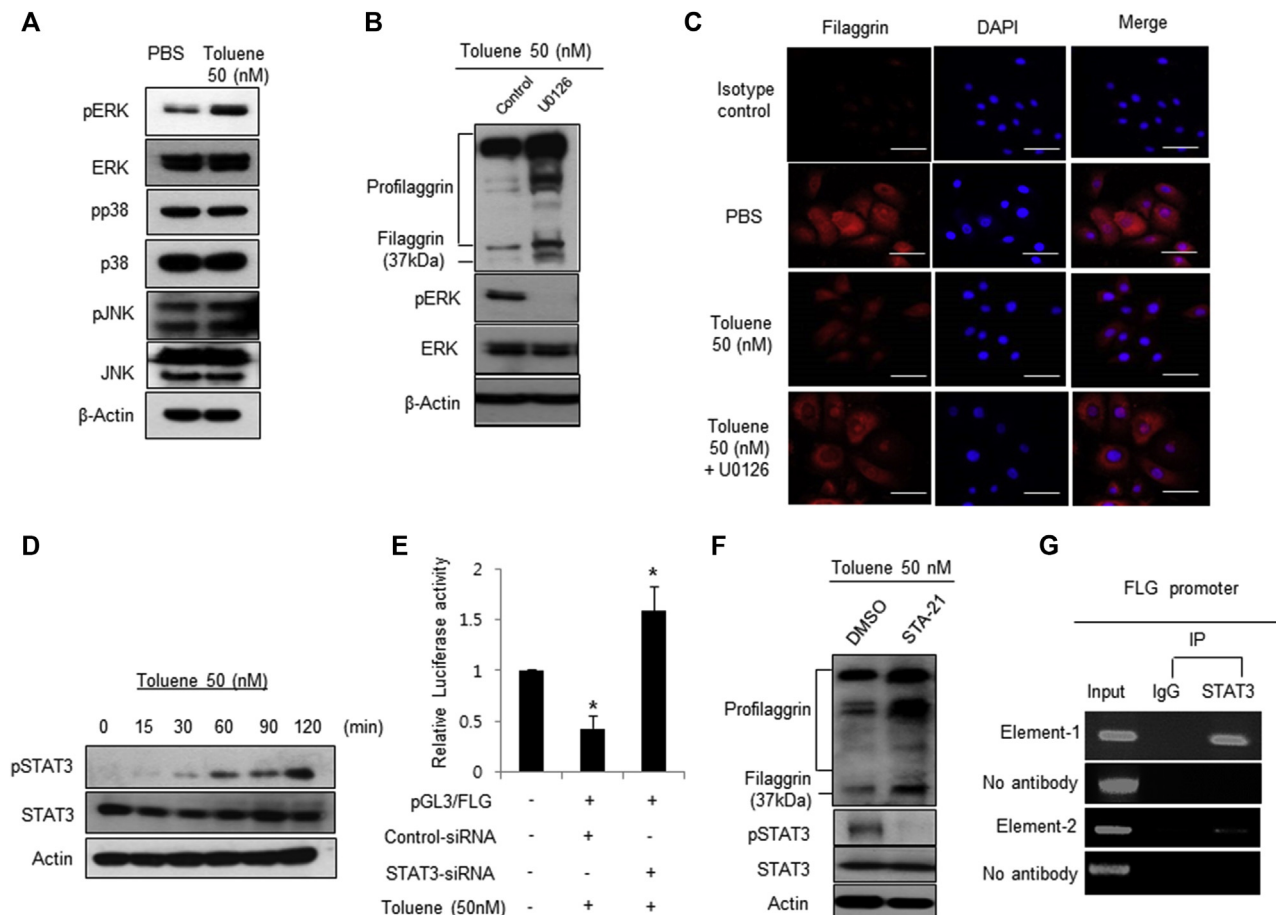 A
PBS Toluene
50 (nM)
pERK
ERK
pp38
p38
pJNK
JNK
β-Actin
B
Toluene 50 (nM)
Control U0126
Profilaggrin
Filaggrin
(37kDa)
pERK
ERK
β-Actin
C
Filaggrin DAPI Merge
Isotype
control
PBS
Toluene
50 (nM)
Toluene
50 (nM)
+ U0126
D
Toluene 50 (nM)
0 15 30 60 90 120 (min)
pSTAT3
STAT3
Actin
E
Relative Luciferase activity
2
1.5
1
0.5
0
* *
pGL3/FLG - + +
Control-siRNA - + -
STAT3-siRNA - - +
Toluene (50nM) - + +
F
Toluene 50 nM
DMSO STA-21
Profilaggrin
Filaggrin
(37kDa)
pSTAT3
STAT3
Actin
G
FLG promoter
IP
Input IgG STAT3
Element-1
No antibody
Element-2
No antibody